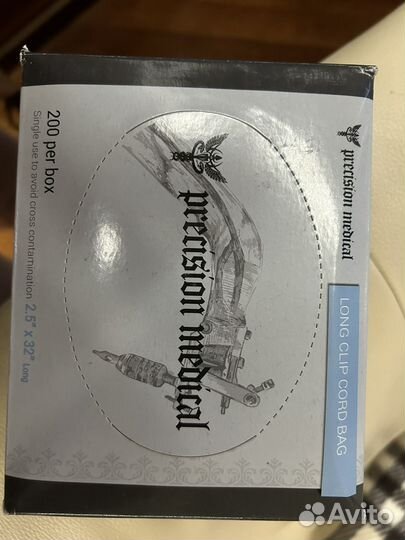 precision medical
LONG CLIP CORD BAG
precision medical
200 per box
Single use to avoid cross contamination 2.5" x 32" Long
Avito